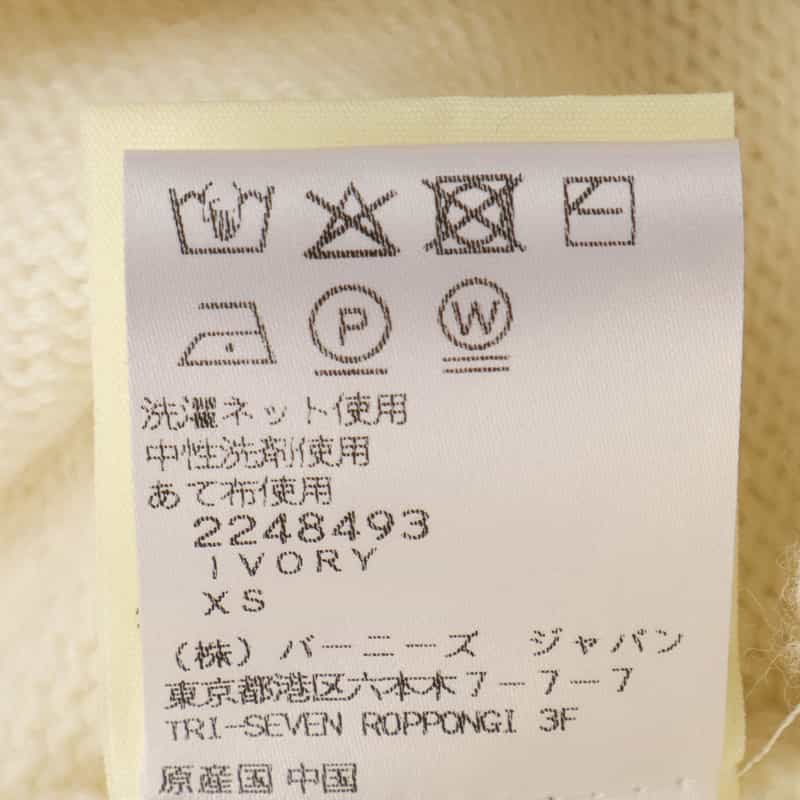 P W
洗濯ネット使用
中性洗剤使用
あて布使用
2248493
IVORY
XS
(株) バーニーズ ジャパン
東京都港区六本木7-7-7
TRI-SEVEN ROPPONGI 3F
原産国 中国